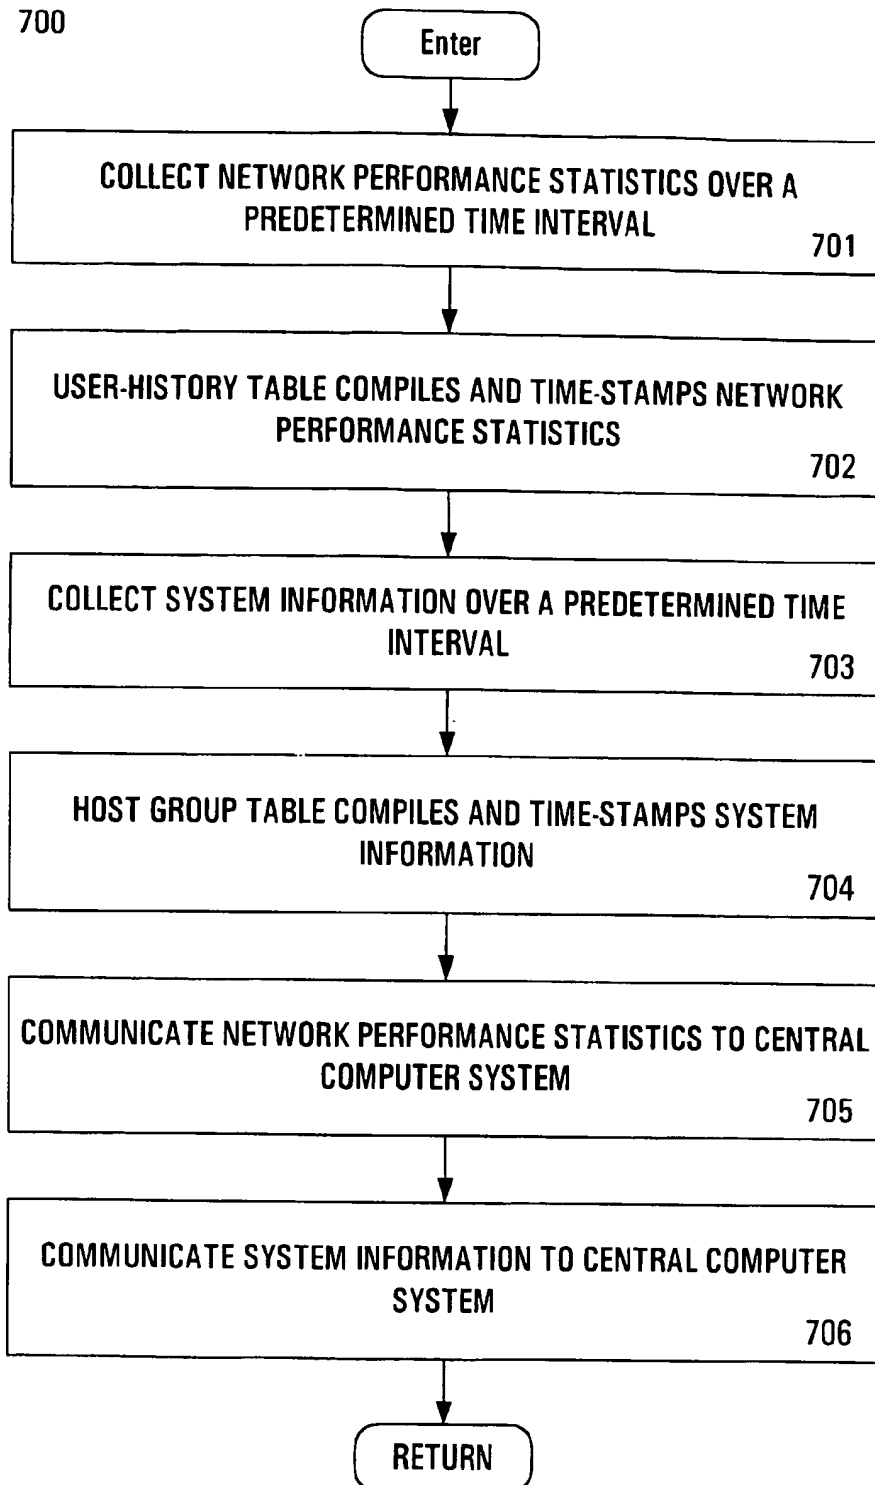 700
Enter
COLLECT NETWORK PERFORMANCE STATISTICS OVER A
PREDETERMINED TIME INTERVAL
701
USER-HISTORY TABLE COMPILES AND TIME-STAMPS NETWORK
PERFORMANCE STATISTICS
702
COLLECT SYSTEM INFORMATION OVER A PREDETERMINED TIME
INTERVAL
703
HOST GROUP TABLE COMPILES AND TIME-STAMPS SYSTEM
INFORMATION
704
COMMUNICATE NETWORK PERFORMANCE STATISTICS TO CENTRAL
COMPUTER SYSTEM
705
COMMUNICATE SYSTEM INFORMATION TO CENTRAL COMPUTER
SYSTEM
706
RETURN